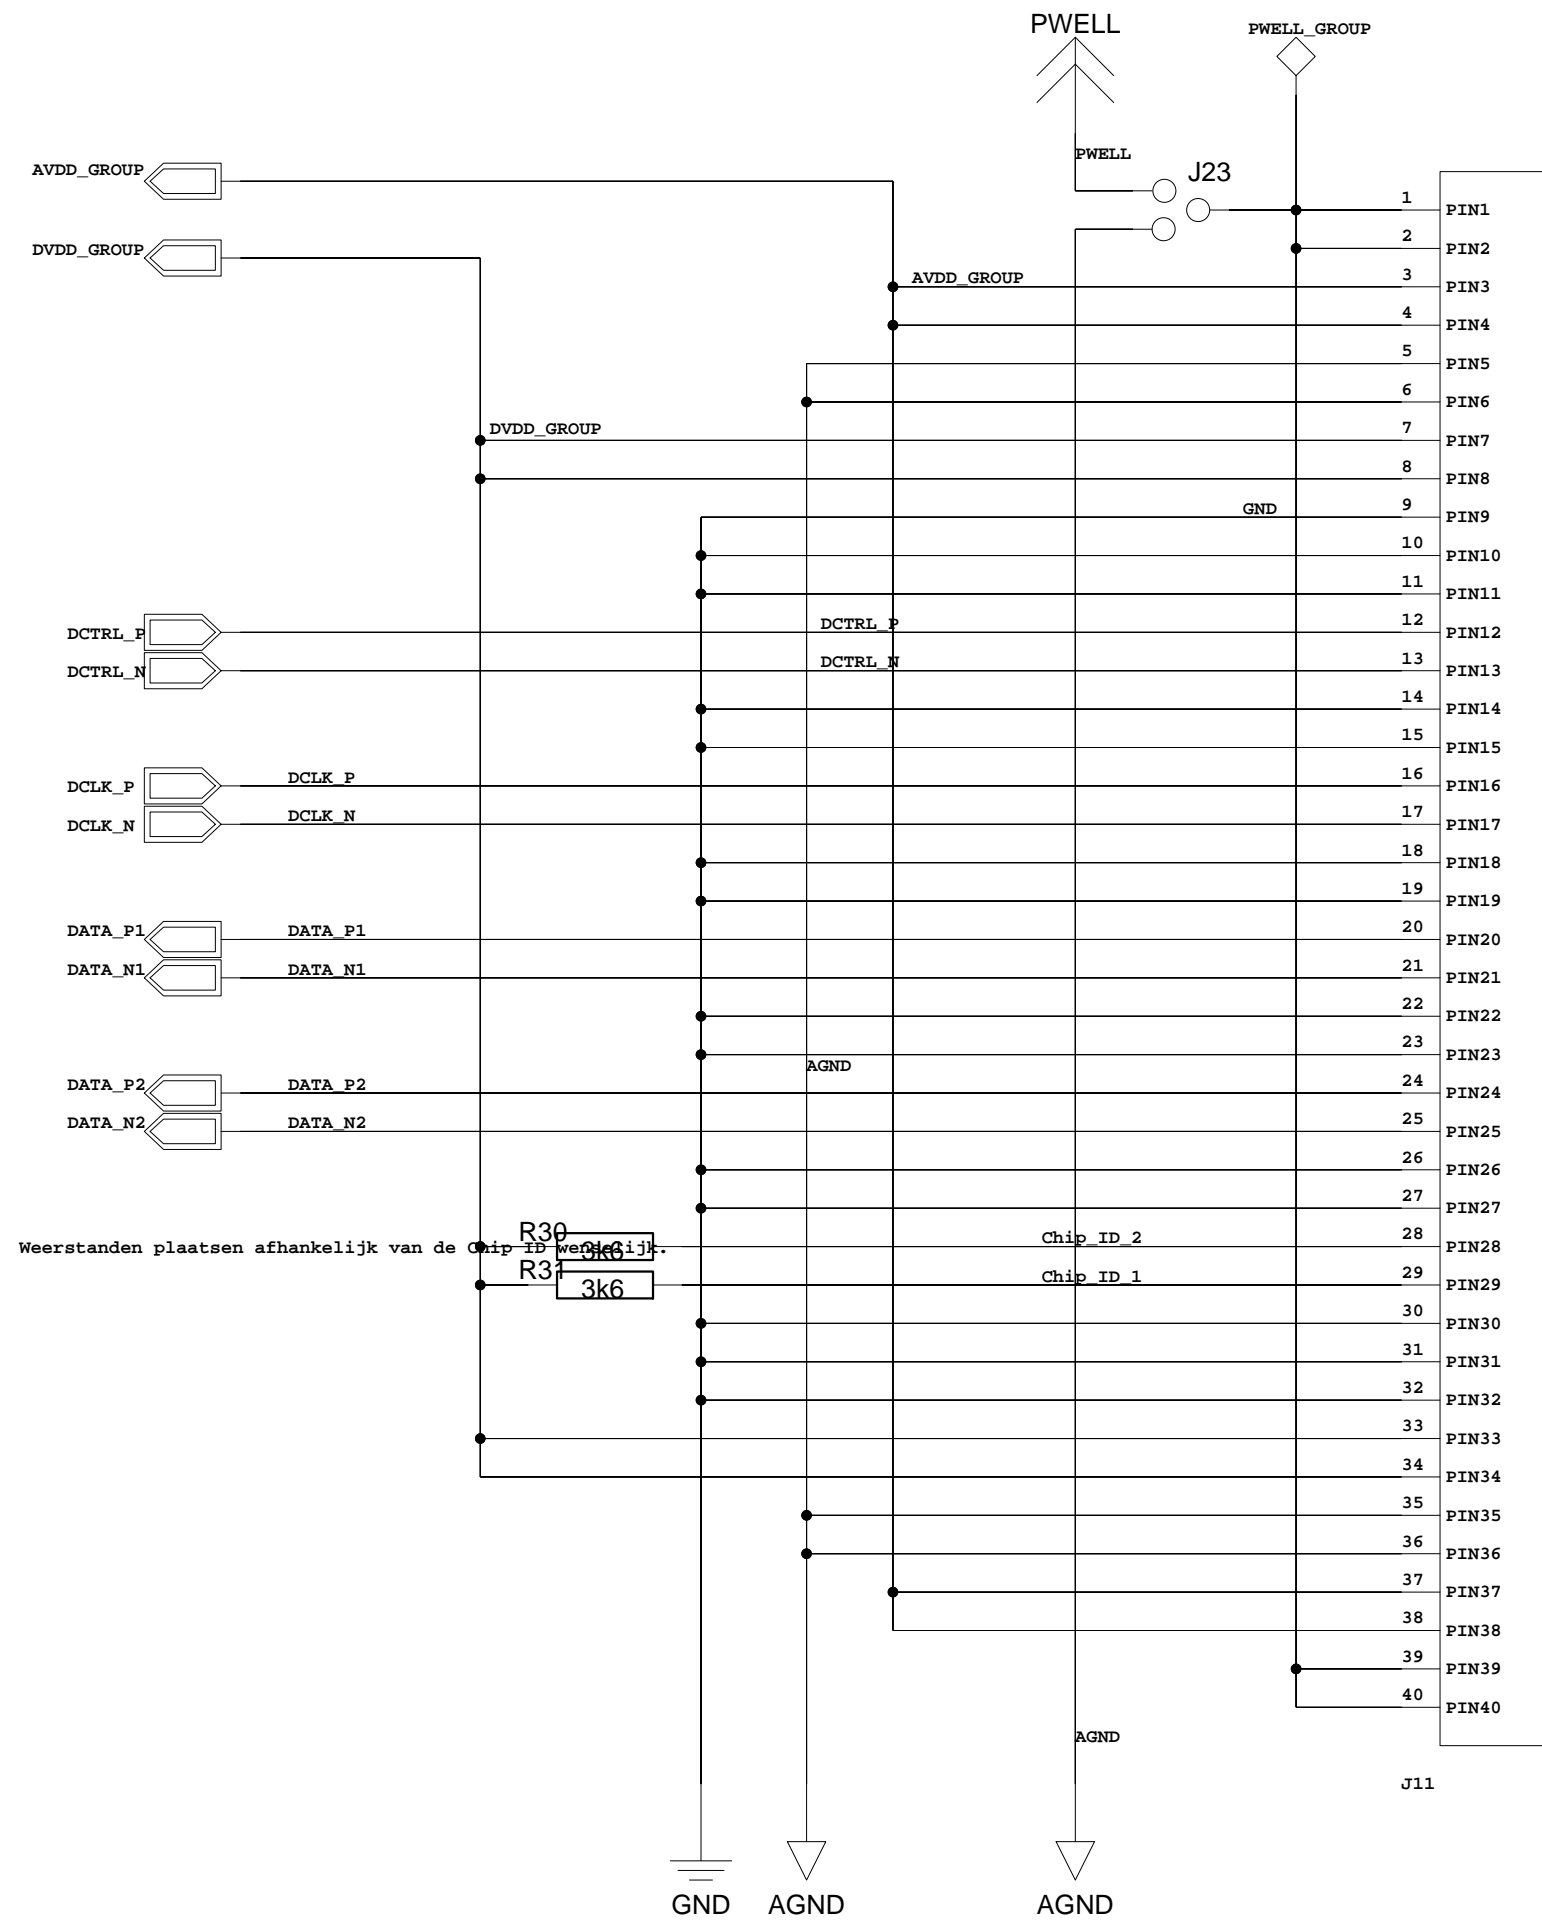 PWELL
PWELL_GROUP
PWELL
J23
AVDD_GROUP
1 PIN1
DVDD_GROUP
2 PIN2
AVDD_GROUP 3 PIN3
4 PIN4
5 PIN5
6 PIN6
DVDD_GROUP 7 PIN7
8 PIN8
GND 9 PIN9
10 PIN10
11 PIN11
DCTRL_P DCTRL_P 12 PIN12
DCTRL_N DCTRL_N 13 PIN13
14 PIN14
15 PIN15
DCLK_P DCLK_P 16 PIN16
DCLK_N DCLK_N 17 PIN17
18 PIN18
19 PIN19
DATA_P1 DATA_P1 20 PIN20
DATA_N1 DATA_N1 21 PIN21
22 PIN22
23 PIN23
AGND
DATA_P2 DATA_P2 24 PIN24
DATA_N2 DATA_N2 25 PIN25
26 PIN26
27 PIN27
R30 3k6 Chip_ID_2 28 PIN28
Weerstanden plaatsen afhankelijk van de Chip ID wenselijk.
R31 3k6 Chip_ID_1 29 PIN29
30 PIN30
31 PIN31
32 PIN32
33 PIN33
34 PIN34
35 PIN35
36 PIN36
37 PIN37
38 PIN38
39 PIN39
40 PIN40
AGND
J11
GND AGND AGND